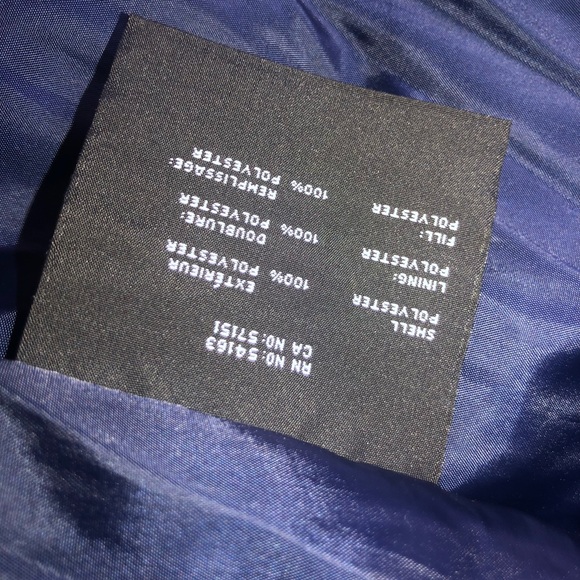 RN NO: 54163
CA NO: 57151
SHELL EXTÉRIEUR
POLYESTER 100% POLYESTER
LINING: DOUBLURE:
POLYESTER 100% POLYESTER
FILL: REMPLISSAGE:
POLYESTER 100% POLYESTER